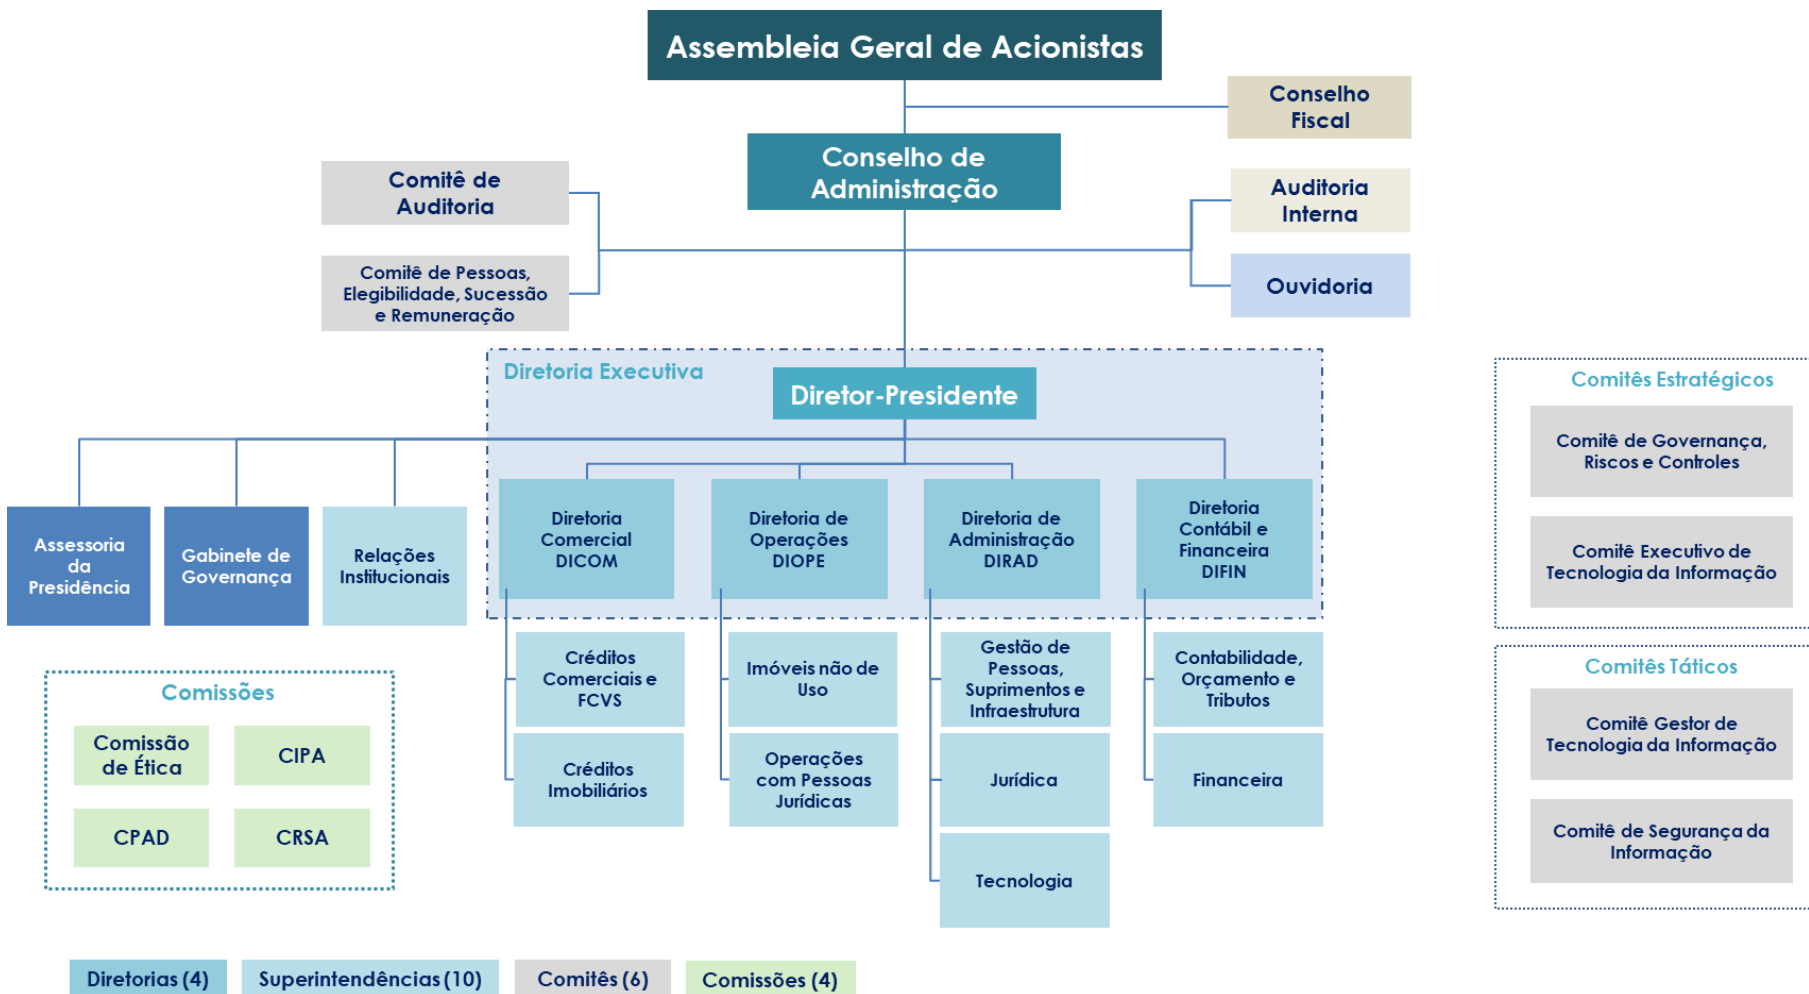 Assembleia Geral de Acionistas
Conselho
Fiscal
Conselho de
Administração
Comitê de
Auditoria
Auditoria
Interna
Comitê de Pessoas,
Elegibilidade, Sucessão
e Remuneração
Ouvidoria
Diretoria Executiva
Diretor-Presidente
Assessoria
da
Presidência
Gabinete de
Governança
Relações
Institucionais
Diretoria
Comercial
DICOM
Diretoria de
Operações
DIOPE
Diretoria de
Administração
DIRAD
Diretoria
Contábil e
Financeira
DIFIN
Créditos
Comerciais e
FCVS
Créditos
Imobiliários
Imóveis não de
Uso
Operações
com Pessoas
Jurídicas
Gestão de
Pessoas,
Suprimentos e
Infraestrutura
Jurídica
Tecnologia
Contabilidade,
Orçamento e
Tributos
Financeira
Comitês Estratégicos
Comitê de Governança,
Riscos e Controles
Comitê Executivo de
Tecnologia da Informação
Comitês Táticos
Comitê Gestor de
Tecnologia da Informação
Comitê de Segurança da
Informação
Comissões
Comissão
de Ética
CIPA
CPAD
CRSA
Diretorias (4)
Superintendências (10)
Comitês (6)
Comissões (4)